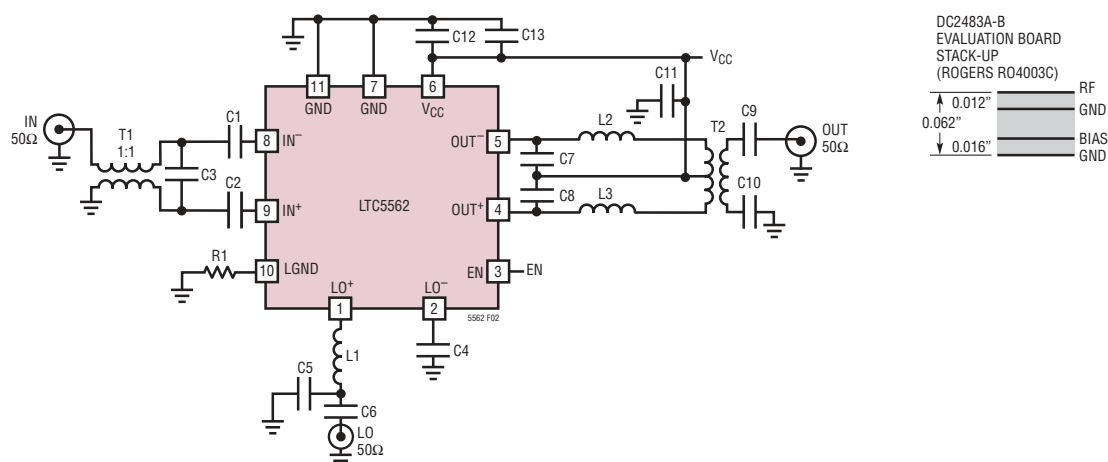 DC2483A-B
EVALUATION BOARD
STACK-UP
(ROGERS RO4003C)
RF
0.012"
GND
0.062"
BIAS
0.016"
GND
C12
C13
VCC
C11
11
7
6
GND
GND
VCC
IN
50Ω
T1
1:1
C1
8
IN−
C3
C2
9
IN+
LTC5562
OUT−
5
L2
C7
T2
C9
OUT
50Ω
C8
OUT+
4
L3
C10
R1
10
LGND
EN
3
EN
LO+
LO−
1
2
5562 F02
L1
C4
C5
C6
LO
50Ω